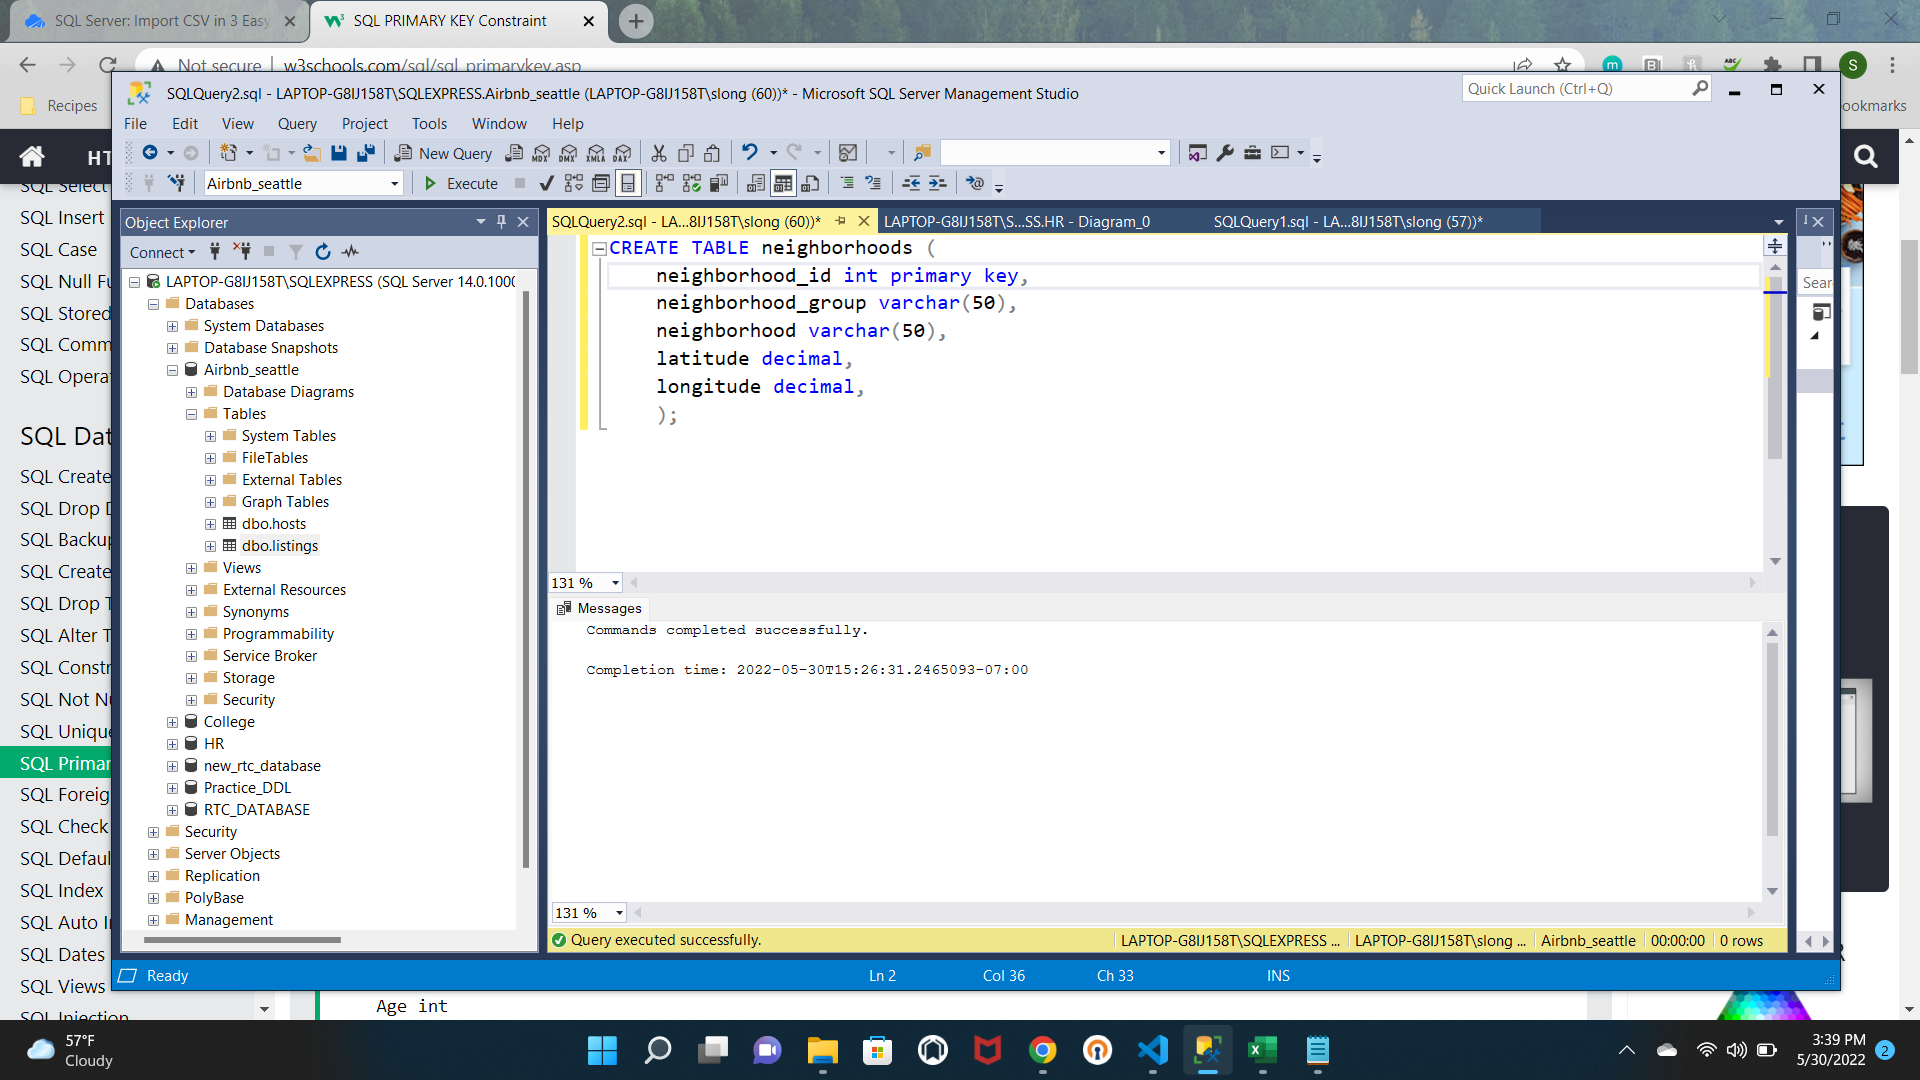 SQL Server: Import CSV in 3 Easy
SQL PRIMARY KEY Constraint
Not secure | w3schools.com/sql/sql_primarykey.asp
S
Recipes
ookmarks
SQLQuery2.sql - LAPTOP-G8IJ158T\SQLEXPRESS.Airbnb_seattle (LAPTOP-G8IJ158T\slong (60))* - Microsoft SQL Server Management Studio
Quick Launch (Ctrl+Q)
File Edit View Query Project Tools Window Help
HT
New Query
MDX DMX XMLA DAX
Airbnb_seattle
Execute
SQL Select
SQL Insert
SQL Case
SQL Null Fu
SQL Stored
SQL Comm
SQL Operat
SQL Dat
SQL Create
SQL Drop D
SQL Backup
SQL Create
SQL Drop T
SQL Alter T
SQL Constr
SQL Not Nu
SQL Unique
SQL Primar
SQL Foreig
SQL Check
SQL Defaul
SQL Index
SQL Auto In
SQL Dates
SQL Views
SQL Injection
Object Explorer
Connect
LAPTOP-G8IJ158T\SQLEXPRESS (SQL Server 14.0.1000
Databases
System Databases
Database Snapshots
Airbnb_seattle
Database Diagrams
Tables
System Tables
FileTables
External Tables
Graph Tables
dbo.hosts
dbo.listings
Views
External Resources
Synonyms
Programmability
Service Broker
Storage
Security
College
HR
new_rtc_database
Practice_DDL
RTC_DATABASE
Security
Server Objects
Replication
PolyBase
Management
SQLQuery2.sql - LA...8IJ158T\slong (60))*
LAPTOP-G8IJ158T\S...SS.HR - Diagram_0
SQLQuery1.sql - LA...8IJ158T\slong (57))*
CREATE TABLE neighborhoods (
neighborhood_id int primary key,
neighborhood_group varchar(50),
neighborhood varchar(50),
latitude decimal,
longitude decimal,
);
Sear
131 %
Messages
Commands completed successfully.
Completion time: 2022-05-30T15:26:31.2465093-07:00
131 %
Query executed successfully.
LAPTOP-G8IJ158T\SQLEXPRESS ...
LAPTOP-G8IJ158T\slong ...
Airbnb_seattle
00:00:00
0 rows
Ready
Ln 2
Col 36
Ch 33
INS
Age int
57°F
Cloudy
3:39 PM
5/30/2022
2